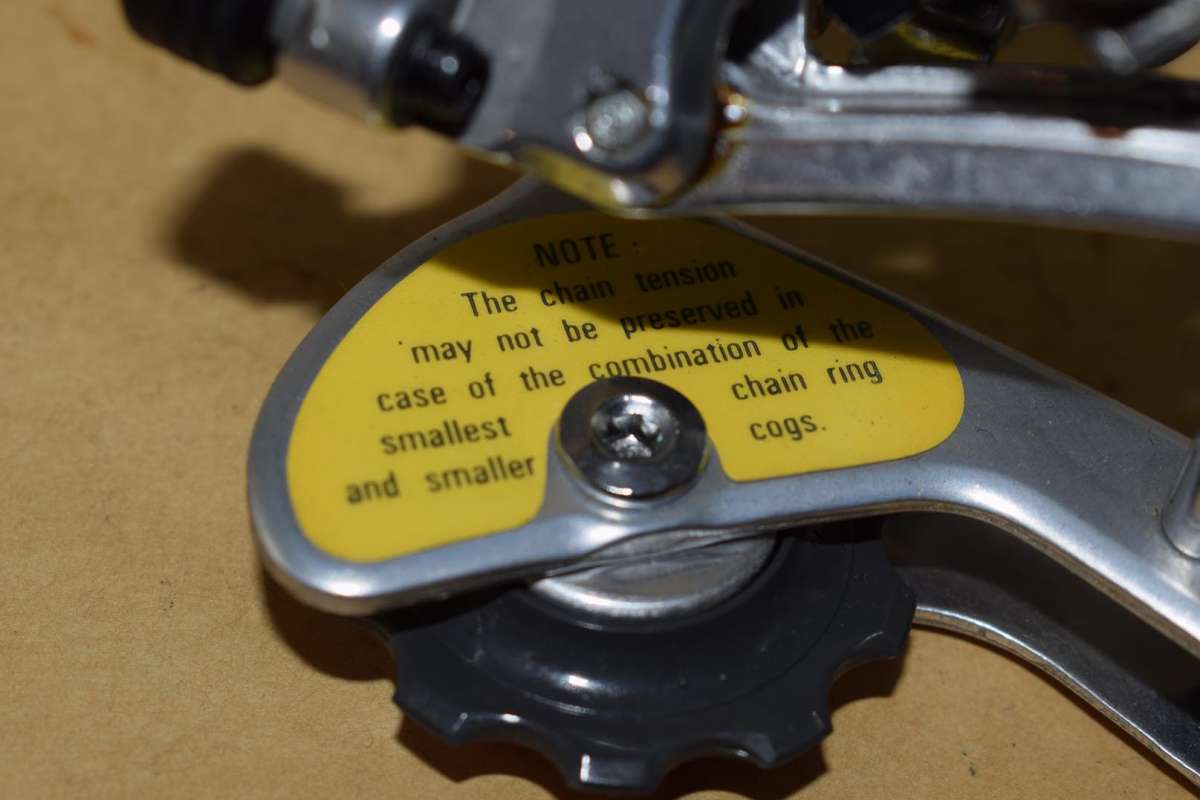 NOTE :
The chain tension
may not be preserved in
case of the combination of the
smallest chain ring
and smaller cogs.